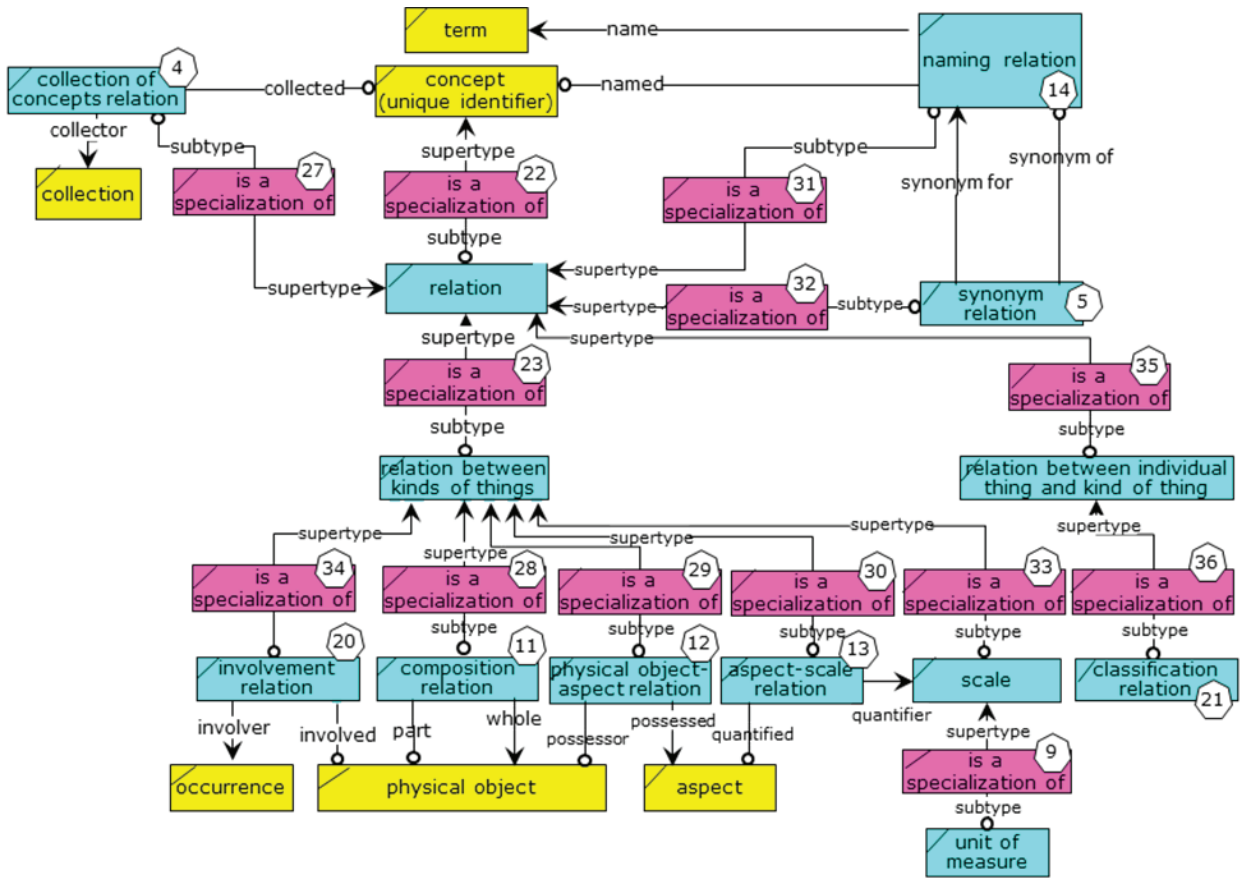 term
name
naming relation
14
4
collection of
concepts relation
collected
concept
(unique identifier)
named
collector
subtype
supertype
subtype
synonym of
collection
27
is a
specialization of
22
is a
specialization of
31
is a
specialization of
synonym for
subtype
supertype
relation
supertype
supertype
32
is a
specialization of
subtype
synonym
relation
5
supertype
supertype
23
is a
specialization of
35
is a
specialization of
subtype
subtype
relation between
kinds of things
relation between individual
thing and kind of thing
supertype
supertype
supertype
supertype
supertype
34
is a
specialization of
28
is a
specialization of
29
is a
specialization of
30
is a
specialization of
33
is a
specialization of
36
is a
specialization of
subtype
subtype
subtype
subtype
subtype
20
involvement
relation
11
composition
relation
12
physical object-
aspect relation
13
aspect-scale
relation
scale
classification
relation
21
involver
involved
part
whole
possessor
possessed
quantified
quantifier
supertype
occurrence
physical object
aspect
9
is a
specialization of
subtype
unit of
measure